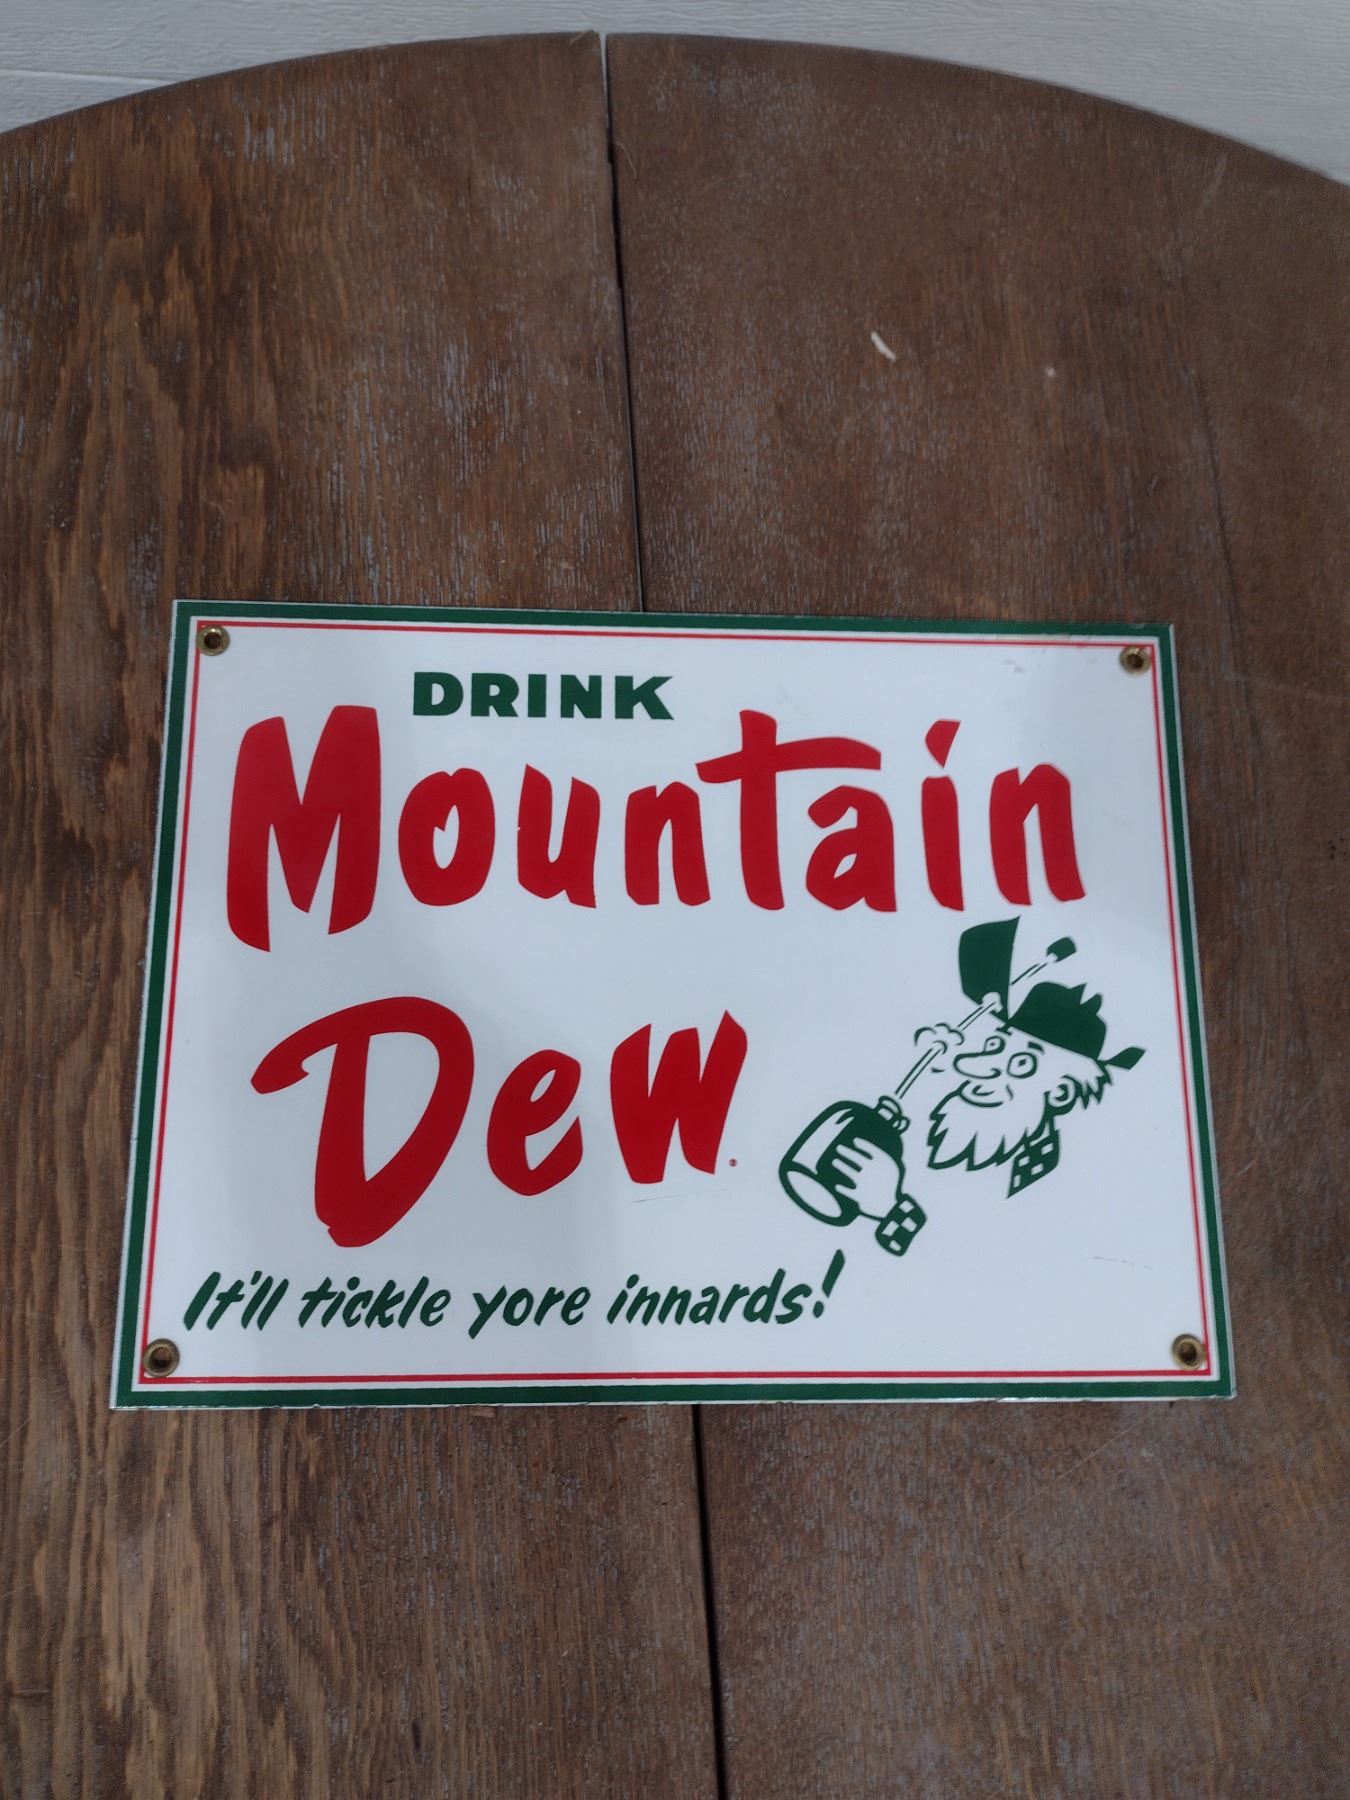 DRINK
Mountain
Dew.
It'll tickle yore innards!